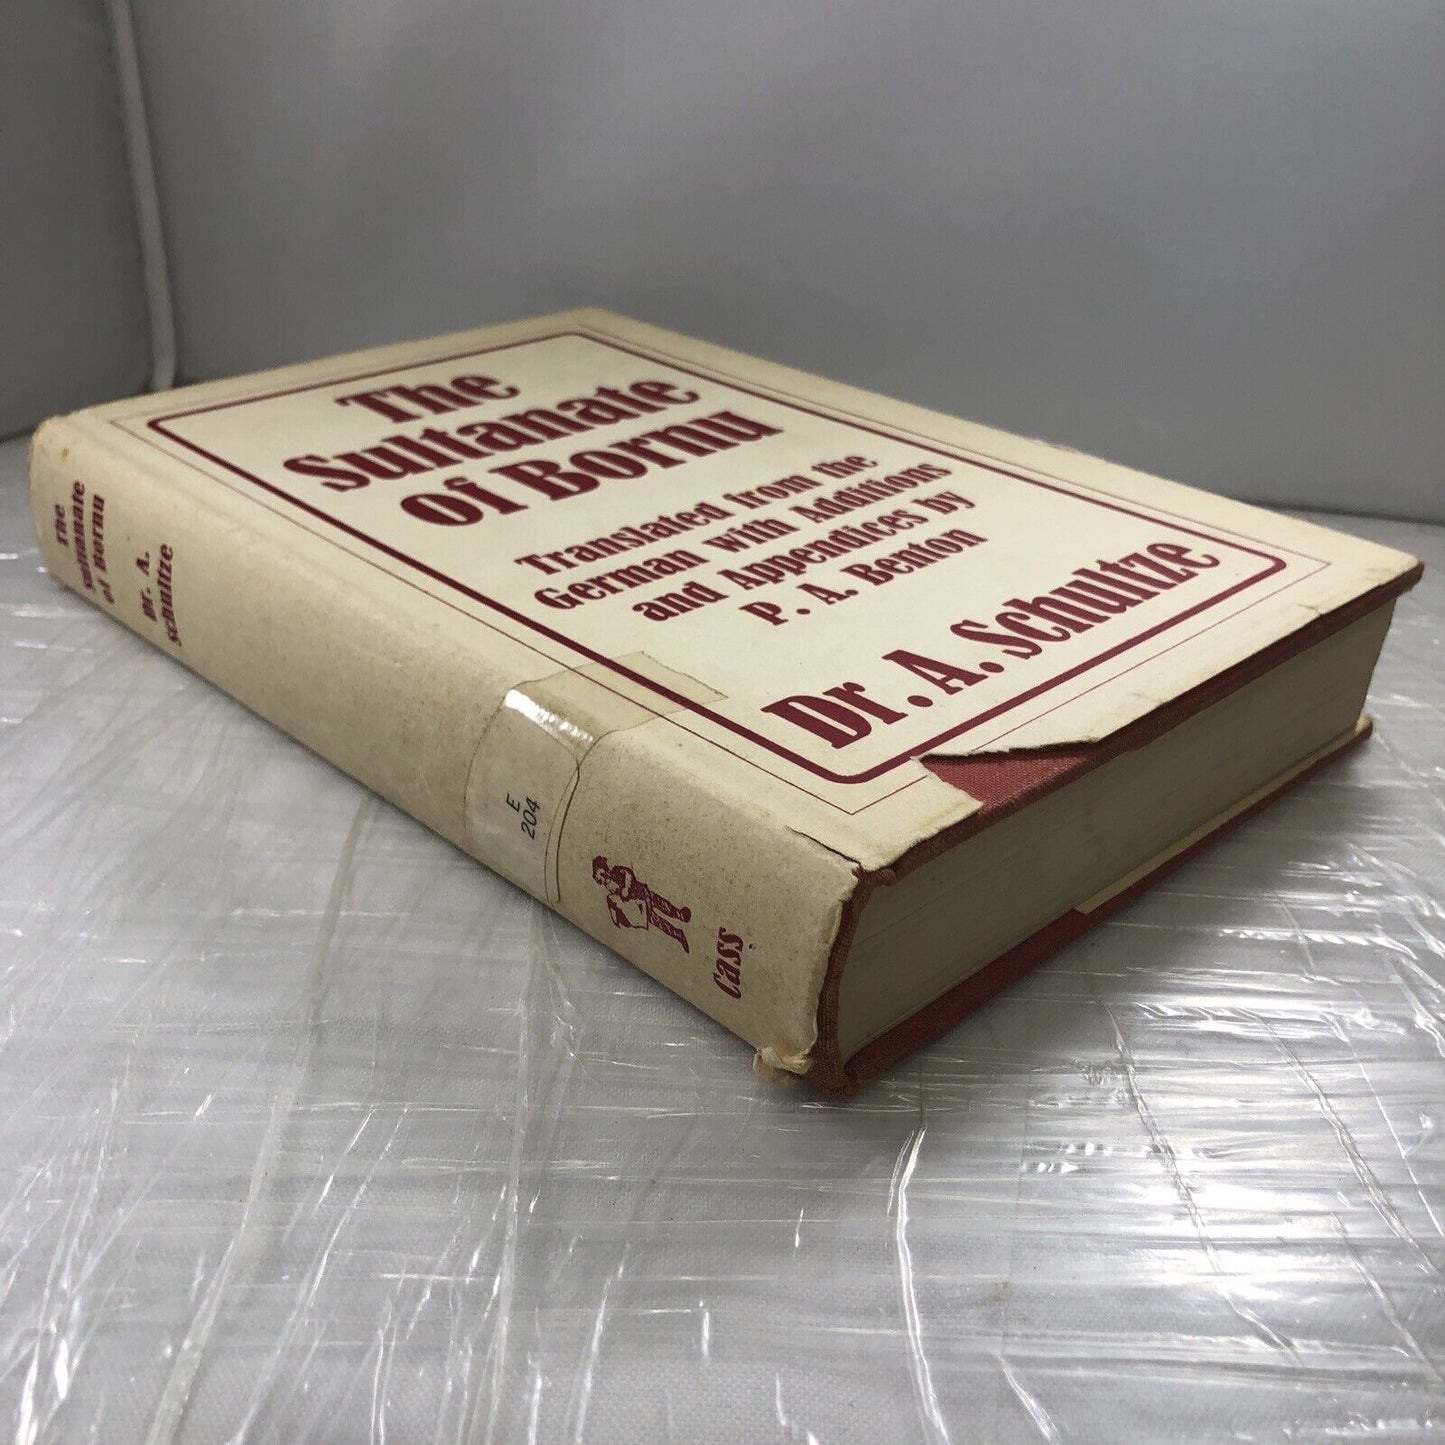 The
Sultanate
of Bornu
Translated from the
German with Additions
and Appendices by
P. A. Benton
Dr. A. Schultze
The
Sultanate
of Bornu
Dr. A.
Schultze
E
204
Cass